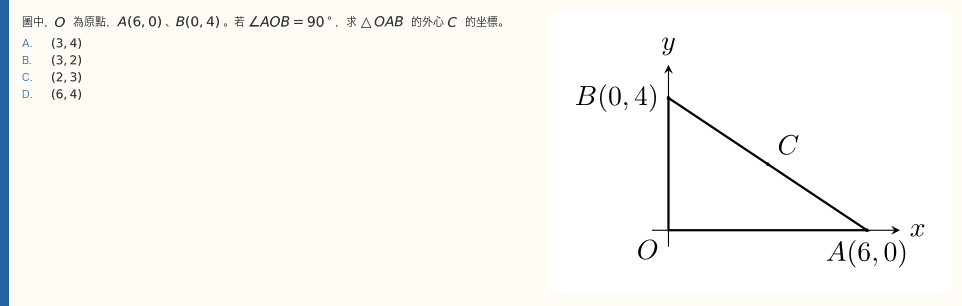 圖中，O 為原點，A(6, 0)、B(0, 4)。若 ∠AOB = 90°，求 △OAB 的外心 C 的坐標。
A. (3, 4)
B. (3, 2)
C. (2, 3)
D. (6, 4)
y
B(0, 4)
C
x
O
A(6, 0)